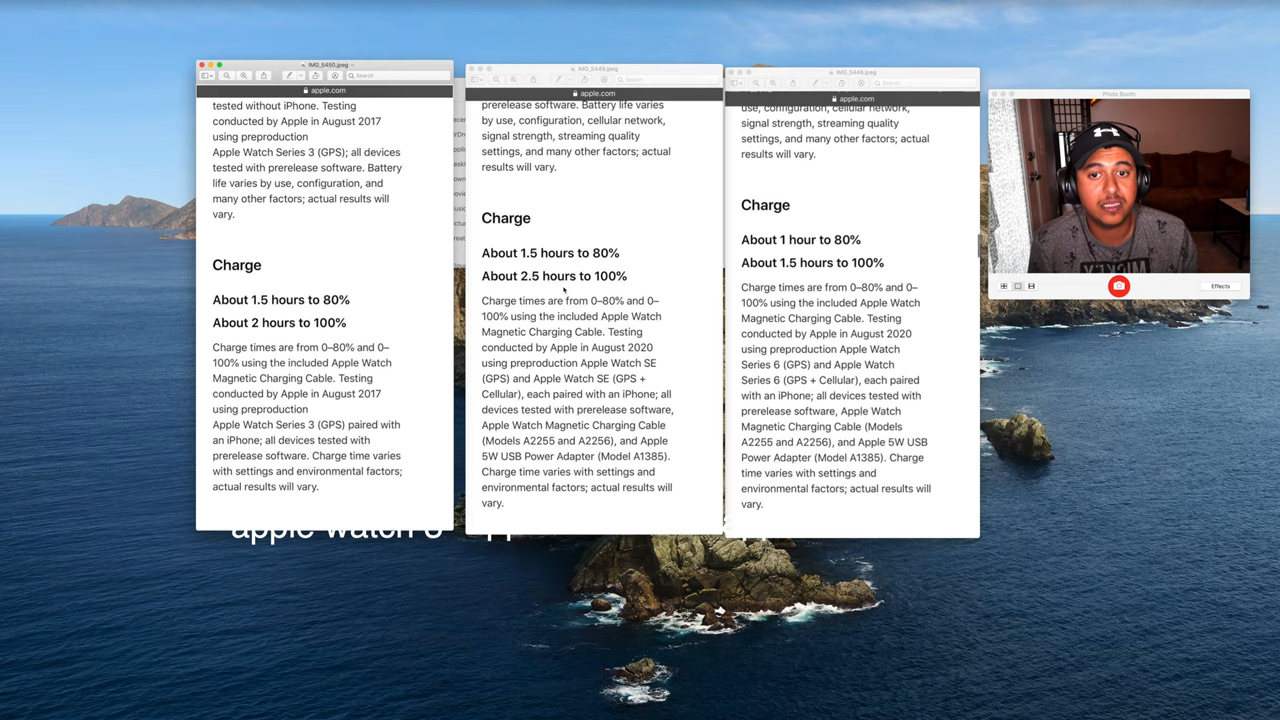 IMG_5450.jpeg
Search
apple.com
tested without iPhone. Testing
conducted by Apple in August 2017
using preproduction
Apple Watch Series 3 (GPS); all devices
tested with prerelease software. Battery
life varies by use, configuration, and
many other factors; actual results will
vary.
Charge
About 1.5 hours to 80%
About 2 hours to 100%
Charge times are from 0–80% and 0–
100% using the included Apple Watch
Magnetic Charging Cable. Testing
conducted by Apple in August 2017
using preproduction
Apple Watch Series 3 (GPS) paired with
an iPhone; all devices tested with
prerelease software. Charge time varies
with settings and environmental factors;
actual results will vary.
apple watch
IMG_5449.jpeg
Search
apple.com
prerelease software. Battery life varies
by use, configuration, cellular network,
signal strength, streaming quality
settings, and many other factors; actual
results will vary.
Charge
About 1.5 hours to 80%
About 2.5 hours to 100%
Charge times are from 0–80% and 0–
100% using the included Apple Watch
Magnetic Charging Cable. Testing
conducted by Apple in August 2020
using preproduction Apple Watch SE
(GPS) and Apple Watch SE (GPS +
Cellular), each paired with an iPhone; all
devices tested with prerelease software,
Apple Watch Magnetic Charging Cable
(Models A2255 and A2256), and Apple
5W USB Power Adapter (Model A1385).
Charge time varies with settings and
environmental factors; actual results will
vary.
IMG_5448.jpeg
Search
apple.com
use, configuration, cellular network,
signal strength, streaming quality
settings, and many other factors; actual
results will vary.
Charge
About 1 hour to 80%
About 1.5 hours to 100%
Charge times are from 0–80% and 0–
100% using the included Apple Watch
Magnetic Charging Cable. Testing
conducted by Apple in August 2020
using preproduction Apple Watch
Series 6 (GPS) and Apple Watch
Series 6 (GPS + Cellular), each paired
with an iPhone; all devices tested with
prerelease software, Apple Watch
Magnetic Charging Cable (Models
A2255 and A2256), and Apple 5W USB
Power Adapter (Model A1385). Charge
time varies with settings and
environmental factors; actual results will
vary.
Photo Booth
Effects